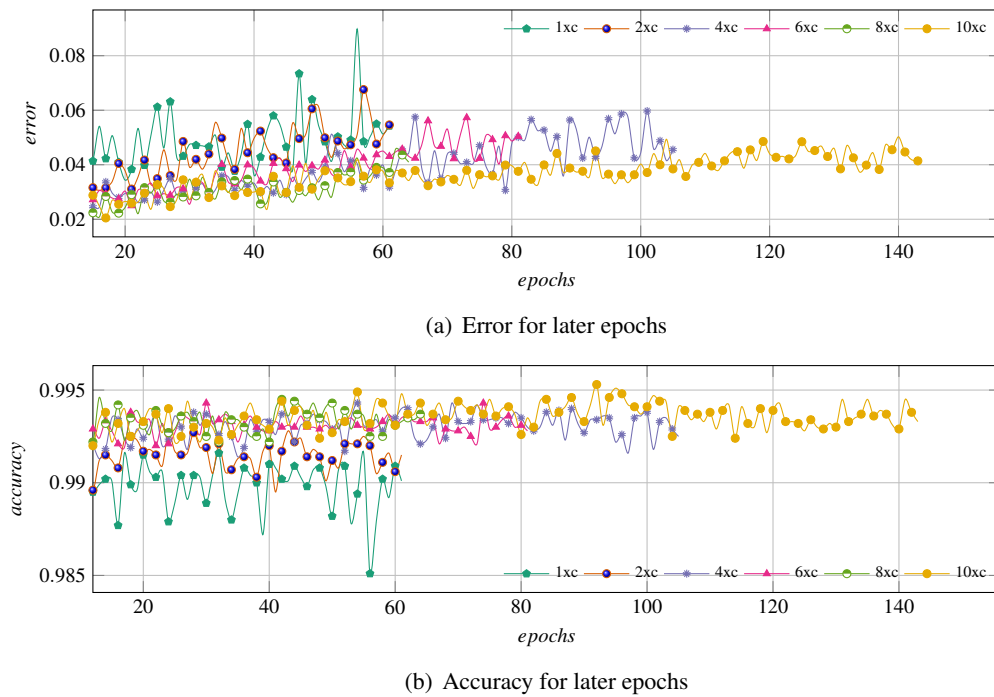 1xc 2xc 4xc 6xc 8xc 10xc
0.08
0.06
0.04
0.02
error
20 40 60 80 100 120 140
epochs
(a) Error for later epochs
0.995
0.99
0.985
accuracy
1xc 2xc 4xc 6xc 8xc 10xc
20 40 60 80 100 120 140
epochs
(b) Accuracy for later epochs